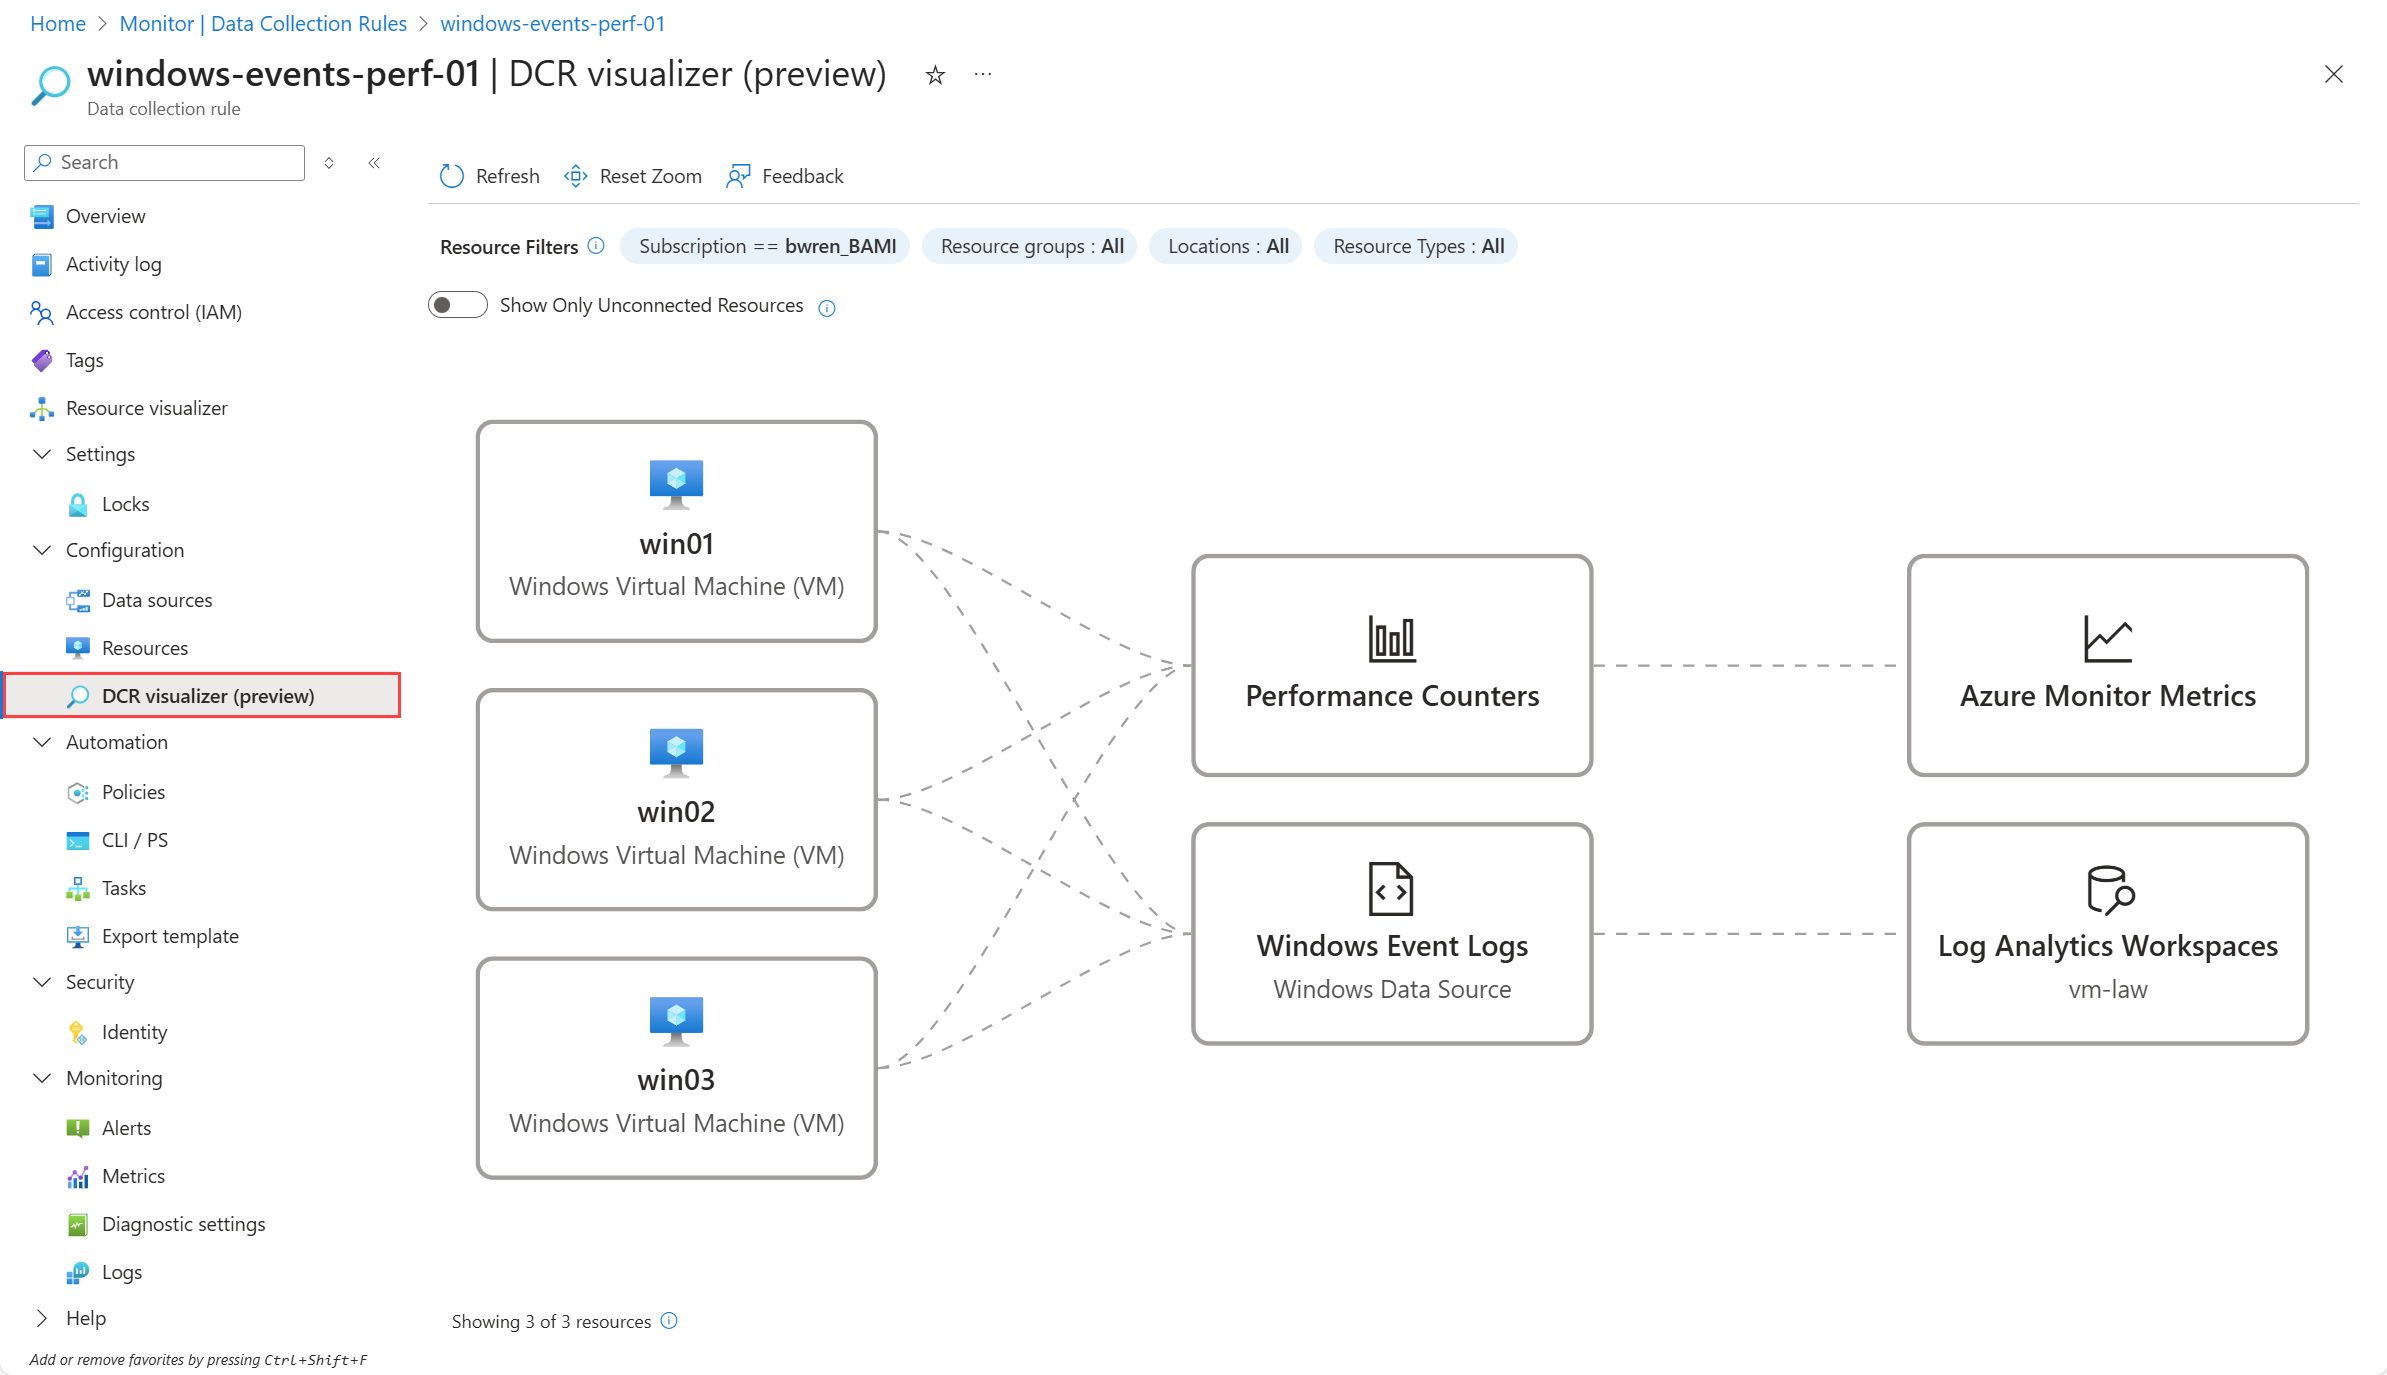 Home > Monitor | Data Collection Rules > windows-events-perf-01
windows-events-perf-01 | DCR visualizer (preview) ☆ ···
Data collection rule
Search
Overview
Activity log
Access control (IAM)
Tags
Resource visualizer
Settings
Locks
Configuration
Data sources
Resources
DCR visualizer (preview)
Automation
Policies
CLI / PS
Tasks
Export template
Security
Identity
Monitoring
Alerts
Metrics
Diagnostic settings
Logs
Help
Add or remove favorites by pressing Ctrl+Shift+F
Refresh Reset Zoom Feedback
Resource Filters Subscription == bwren_BAMI Resource groups : All Locations : All Resource Types : All
Show Only Unconnected Resources
win01
Windows Virtual Machine (VM)
win02
Windows Virtual Machine (VM)
win03
Windows Virtual Machine (VM)
Performance Counters
Windows Event Logs
Windows Data Source
Azure Monitor Metrics
Log Analytics Workspaces
vm-law
Showing 3 of 3 resources